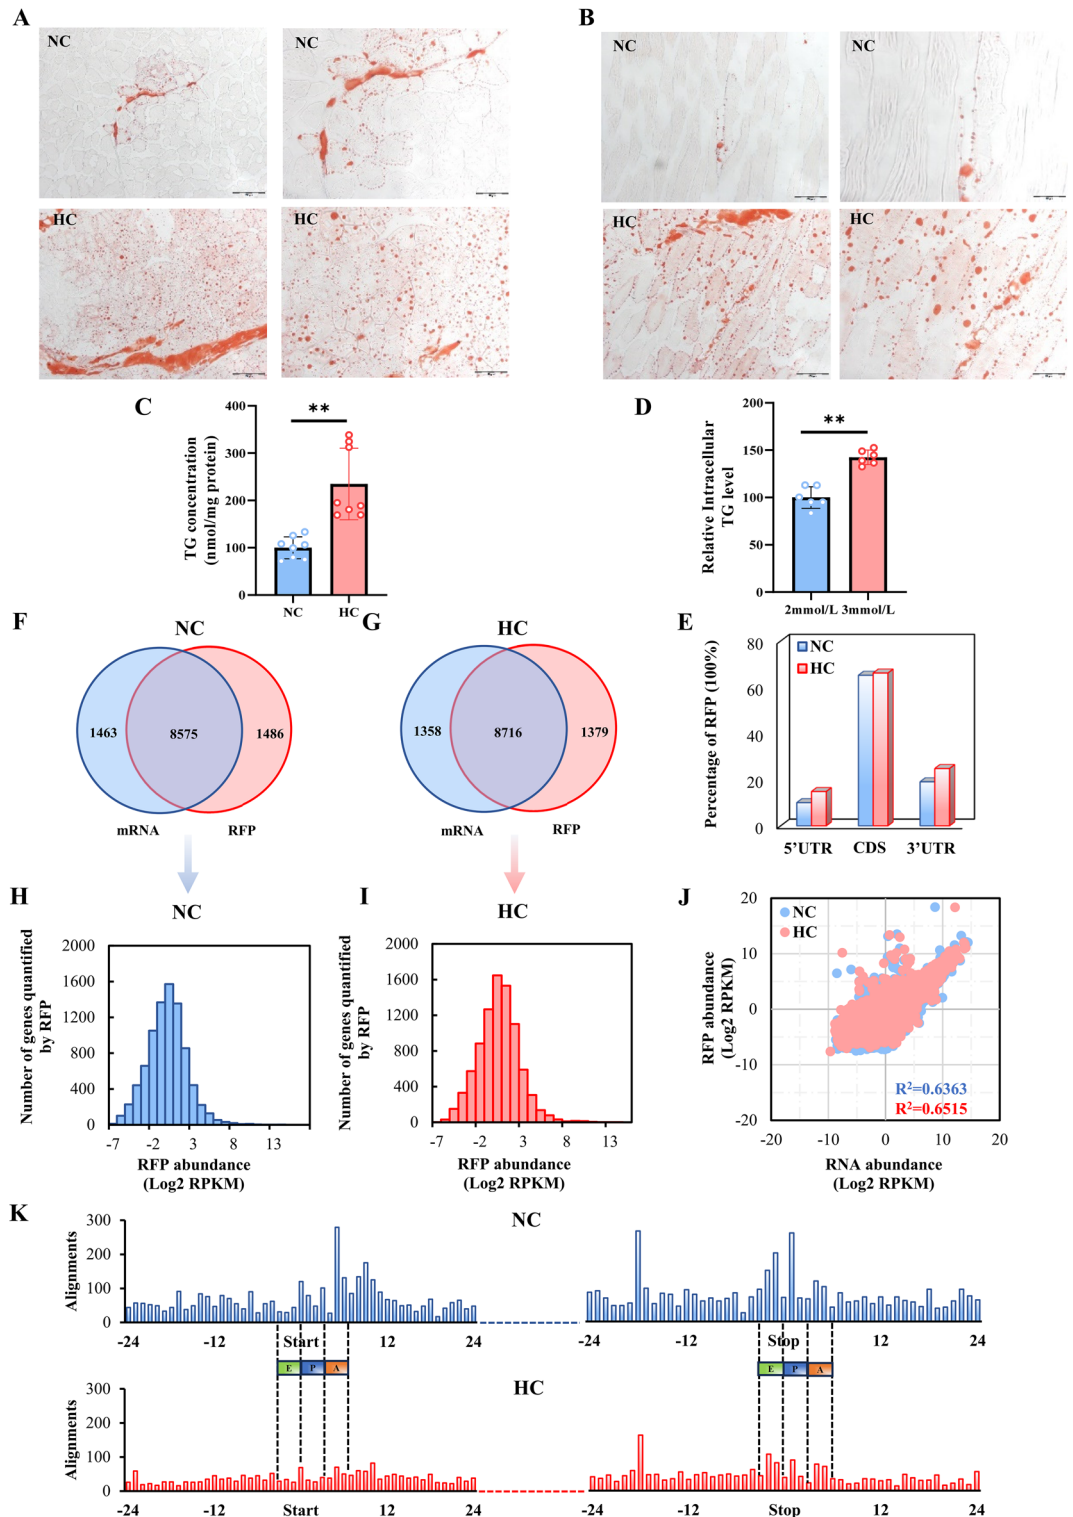 A
B
NC
NC
HC
HC
C
D
400
300
200
100
0
TG concentration
(nmol/mg protein)
**
NC
HC
200
150
100
50
0
Relative Intracellular
TG level
**
2mmol/L
3mmol/L
F
NC
G
HC
E
1463
8575
1486
mRNA
RFP
1358
8716
1379
mRNA
RFP
80
60
40
20
0
Percentage of RFP (100%)
NC
HC
5’UTR
CDS
3’UTR
H
NC
I
HC
J
2000
1600
1200
800
400
0
Number of genes quantified
by RFP
-7
-2
3
8
13
RFP abundance
(Log2 RPKM)
2000
1600
1200
800
400
0
Number of genes quantified
by RFP
-7
-2
3
8
13
RFP abundance
(Log2 RPKM)
20
10
0
-10
-20
RFP abundance
(Log2 RPKM)
NC
HC
R²=0.6363
R²=0.6515
-20
-10
0
10
20
RNA abundance
(Log2 RPKM)
K
NC
300
200
100
0
Alignments
-24
-12
Start
12
24
-24
-12
Stop
12
24
E P A
E P A
HC
300
200
100
0
Alignments
-24
-12
Start
12
24
-24
-12
Stop
12
24